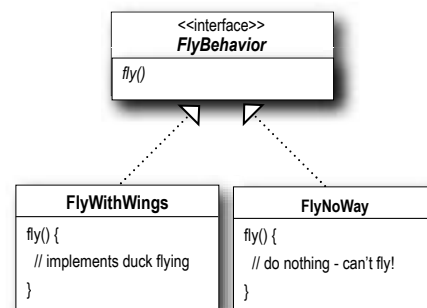 <<interface>>
FlyBehavior
fly()
FlyWithWings
fly() {
// implements duck flying
}
FlyNoWay
fly() {
// do nothing - can't fly!
}